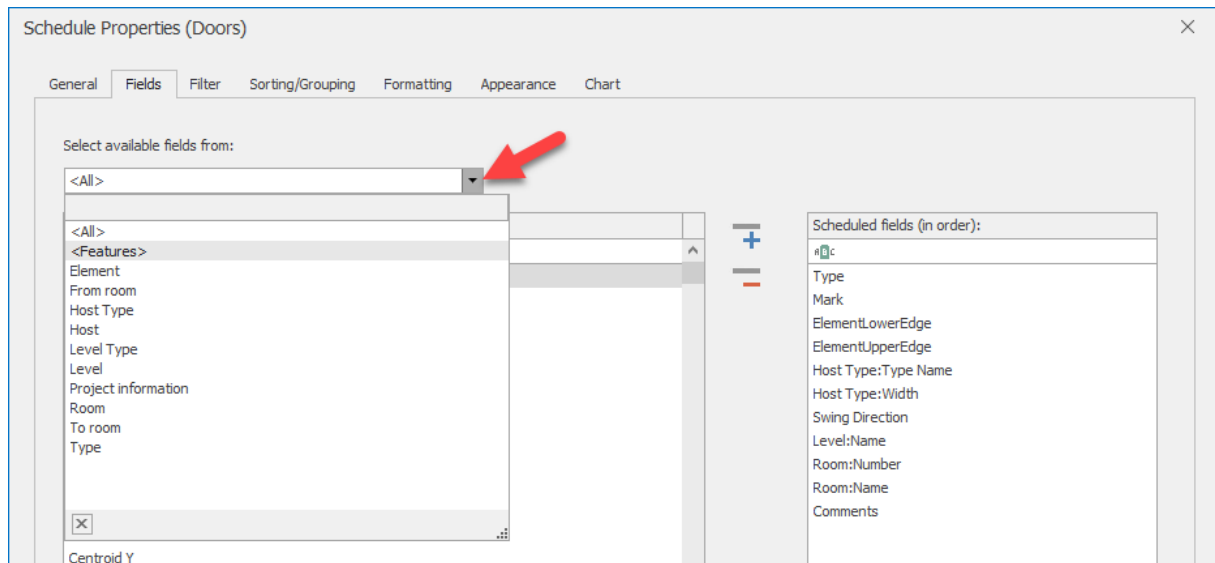 Schedule Properties (Doors)
General Fields Filter Sorting/Grouping Formatting Appearance Chart
Select available fields from:
<All>
<All>
<Features>
Element
From room
Host Type
Host
Level Type
Level
Project information
Room
To room
Type
Centroid Y
Scheduled fields (in order):
ABC
Type
Mark
ElementLowerEdge
ElementUpperEdge
Host Type:Type Name
Host Type:Width
Swing Direction
Level:Name
Room:Number
Room:Name
Comments